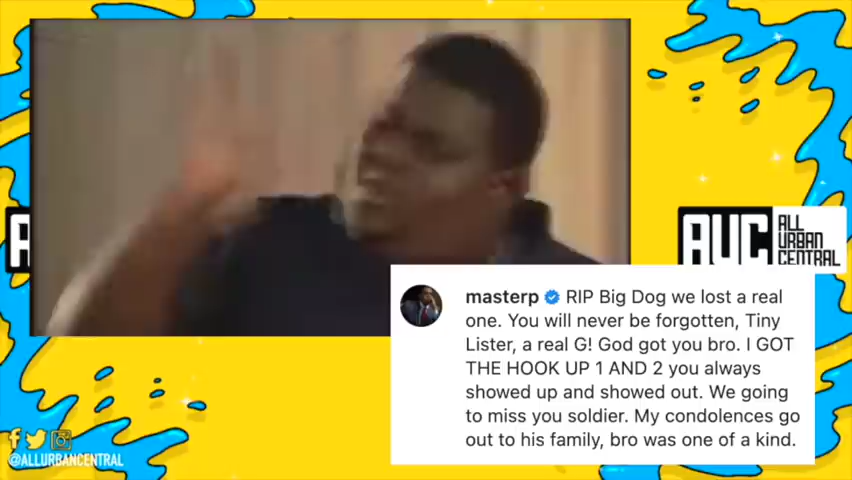 AUC
ALL
URBAN
CENTRAL
masterp RIP Big Dog we lost a real
one. You will never be forgotten, Tiny
Lister, a real G! God got you bro. I GOT
THE HOOK UP 1 AND 2 you always
showed up and showed out. We going
to miss you soldier. My condolences go
out to his family, bro was one of a kind.
@ALLURBANCENTRAL